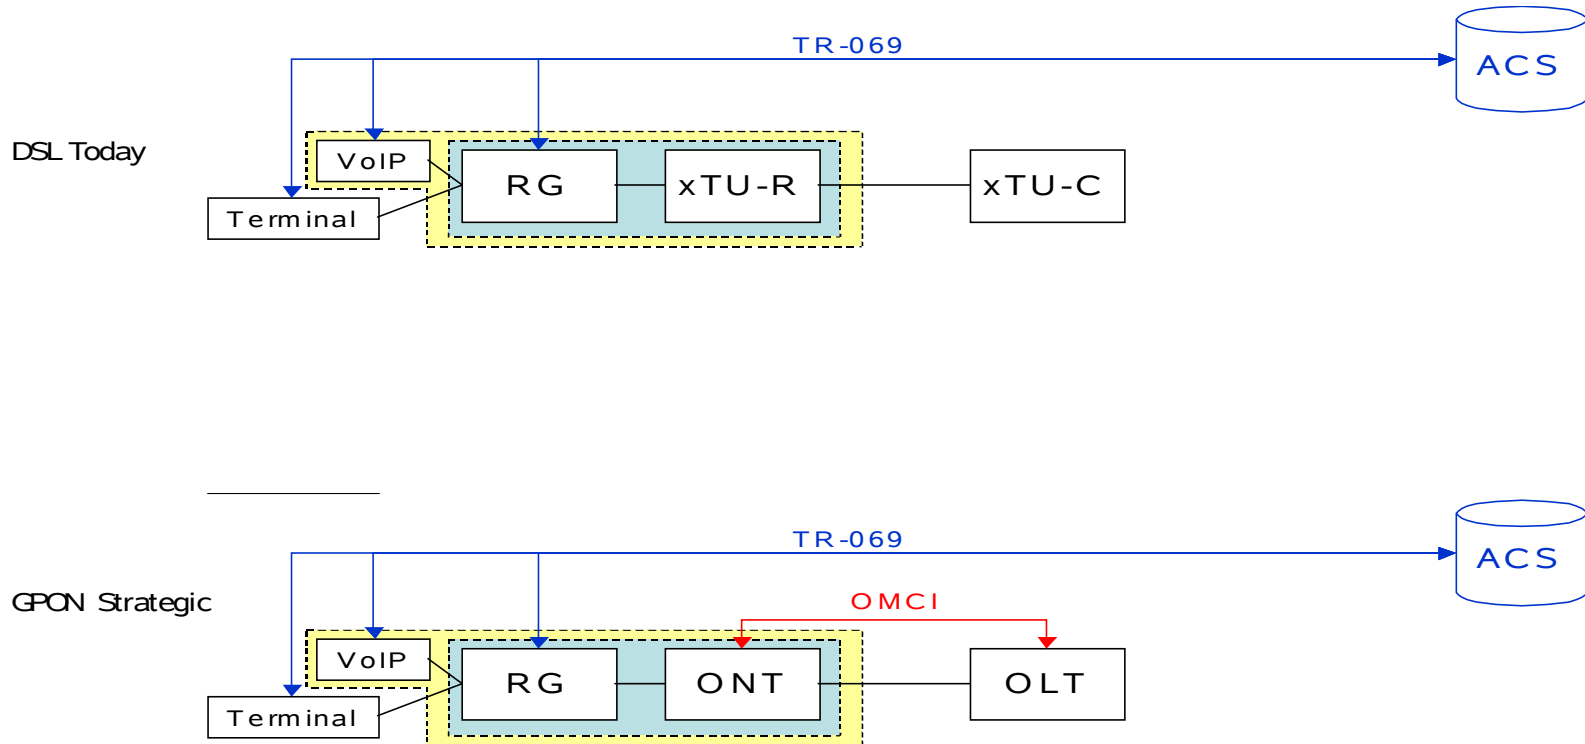 TR-069
ACS
DSL Today
VoIP
RG
xTU-R
xTU-C
Terminal
TR-069
ACS
GPON Strategic
OMCI
VoIP
RG
ONT
OLT
Terminal